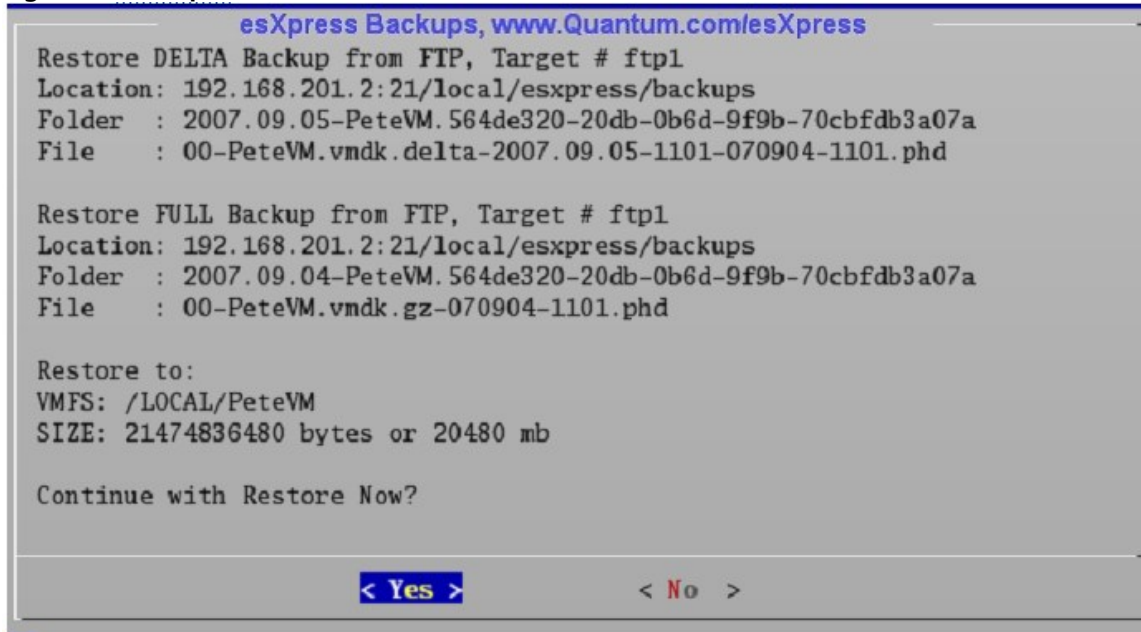 esXpress Backups, www.Quantum.com/esXpress
Restore DELTA Backup from FTP, Target # ftp1
Location: 192.168.201.2:21/local/esxpress/backups
Folder : 2007.09.05-PeteVM.564de320-20db-0b6d-9f9b-70cbfdb3a07a
File : 00-PeteVM.vmdk.delta-2007.09.05-1101-070904-1101.phd
Restore FULL Backup from FTP, Target # ftp1
Location: 192.168.201.2:21/local/esxpress/backups
Folder : 2007.09.04-PeteVM.564de320-20db-0b6d-9f9b-70cbfdb3a07a
File : 00-PeteVM.vmdk.gz-070904-1101.phd
Restore to:
VMFS: /LOCAL/PeteVM
SIZE: 21474836480 bytes or 20480 mb
Continue with Restore Now?
< Yes > < No >